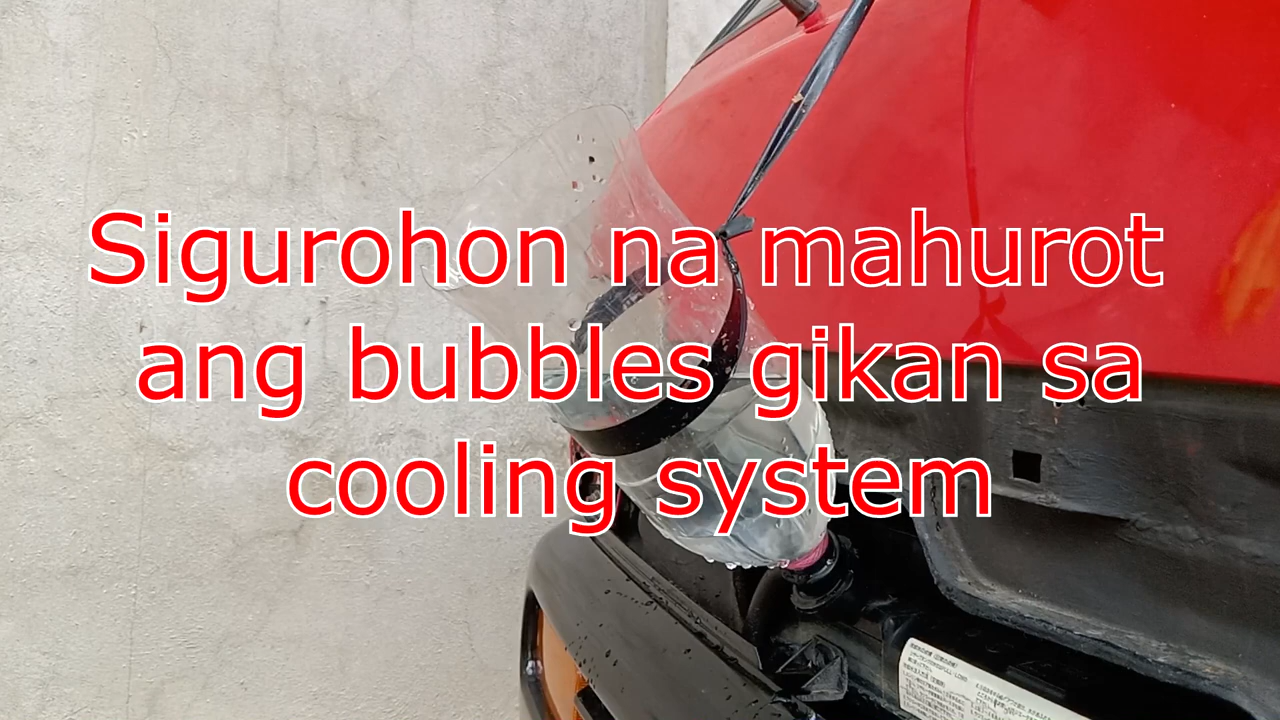 Sigurohon na mahurot
ang bubbles gikan sa
cooling system